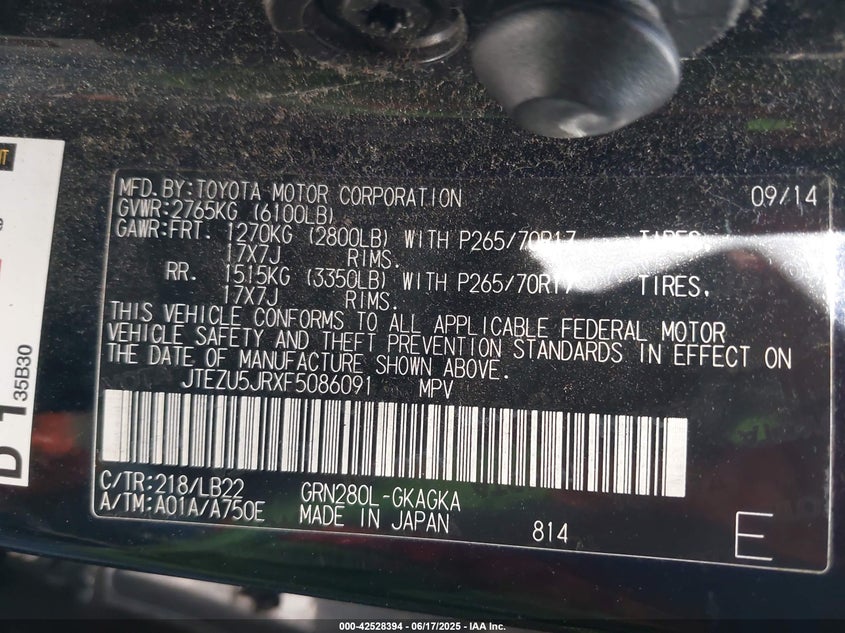 MFD. BY: TOYOTA MOTOR CORPORATION 09/14
GVWR: 2765KG (6100LB)
GAWR: FRT. 1270KG (2800LB) WITH P265/70R17 TIRES,
17X7J RIMS.
RR. 1515KG (3350LB) WITH P265/70R17 TIRES,
17X7J RIMS.
THIS VEHICLE CONFORMS TO ALL APPLICABLE FEDERAL MOTOR
VEHICLE SAFETY AND THEFT PREVENTION STANDARDS IN EFFECT ON
THE DATE OF MANUFACTURE SHOWN ABOVE.
JTEZU5JRXF5086091 MPV
C/TR: 218/LB22 GRN280L-GKAGKA
A/TM: A01A/A750E MADE IN JAPAN 814 E
35B30
000-42528394 - 06/17/2025 - IAA Inc.